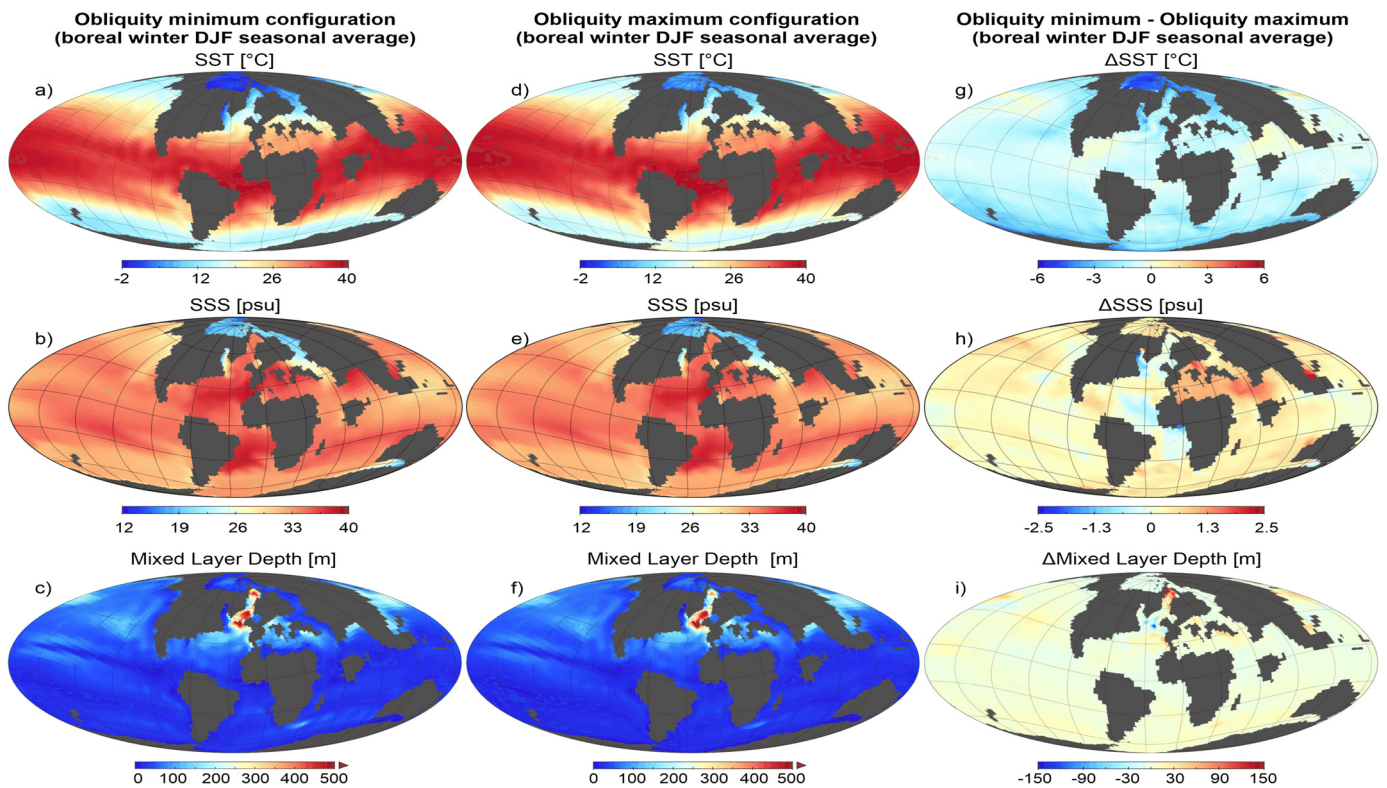 Obliquity minimum configuration
(boreal winter DJF seasonal average)
Obliquity maximum configuration
(boreal winter DJF seasonal average)
Obliquity minimum - Obliquity maximum
(boreal winter DJF seasonal average)
SST [°C]
SST [°C]
ΔSST [°C]
a)
d)
g)
-2 12 26 40
-2 12 26 40
-6 -3 0 3 6
SSS [psu]
SSS [psu]
ΔSSS [psu]
b)
e)
h)
12 19 26 33 40
12 19 26 33 40
-2.5 -1.3 0 1.3 2.5
Mixed Layer Depth [m]
Mixed Layer Depth [m]
ΔMixed Layer Depth [m]
c)
f)
i)
0 100 200 300 400 500
0 100 200 300 400 500
-150 -90 -30 30 90 150